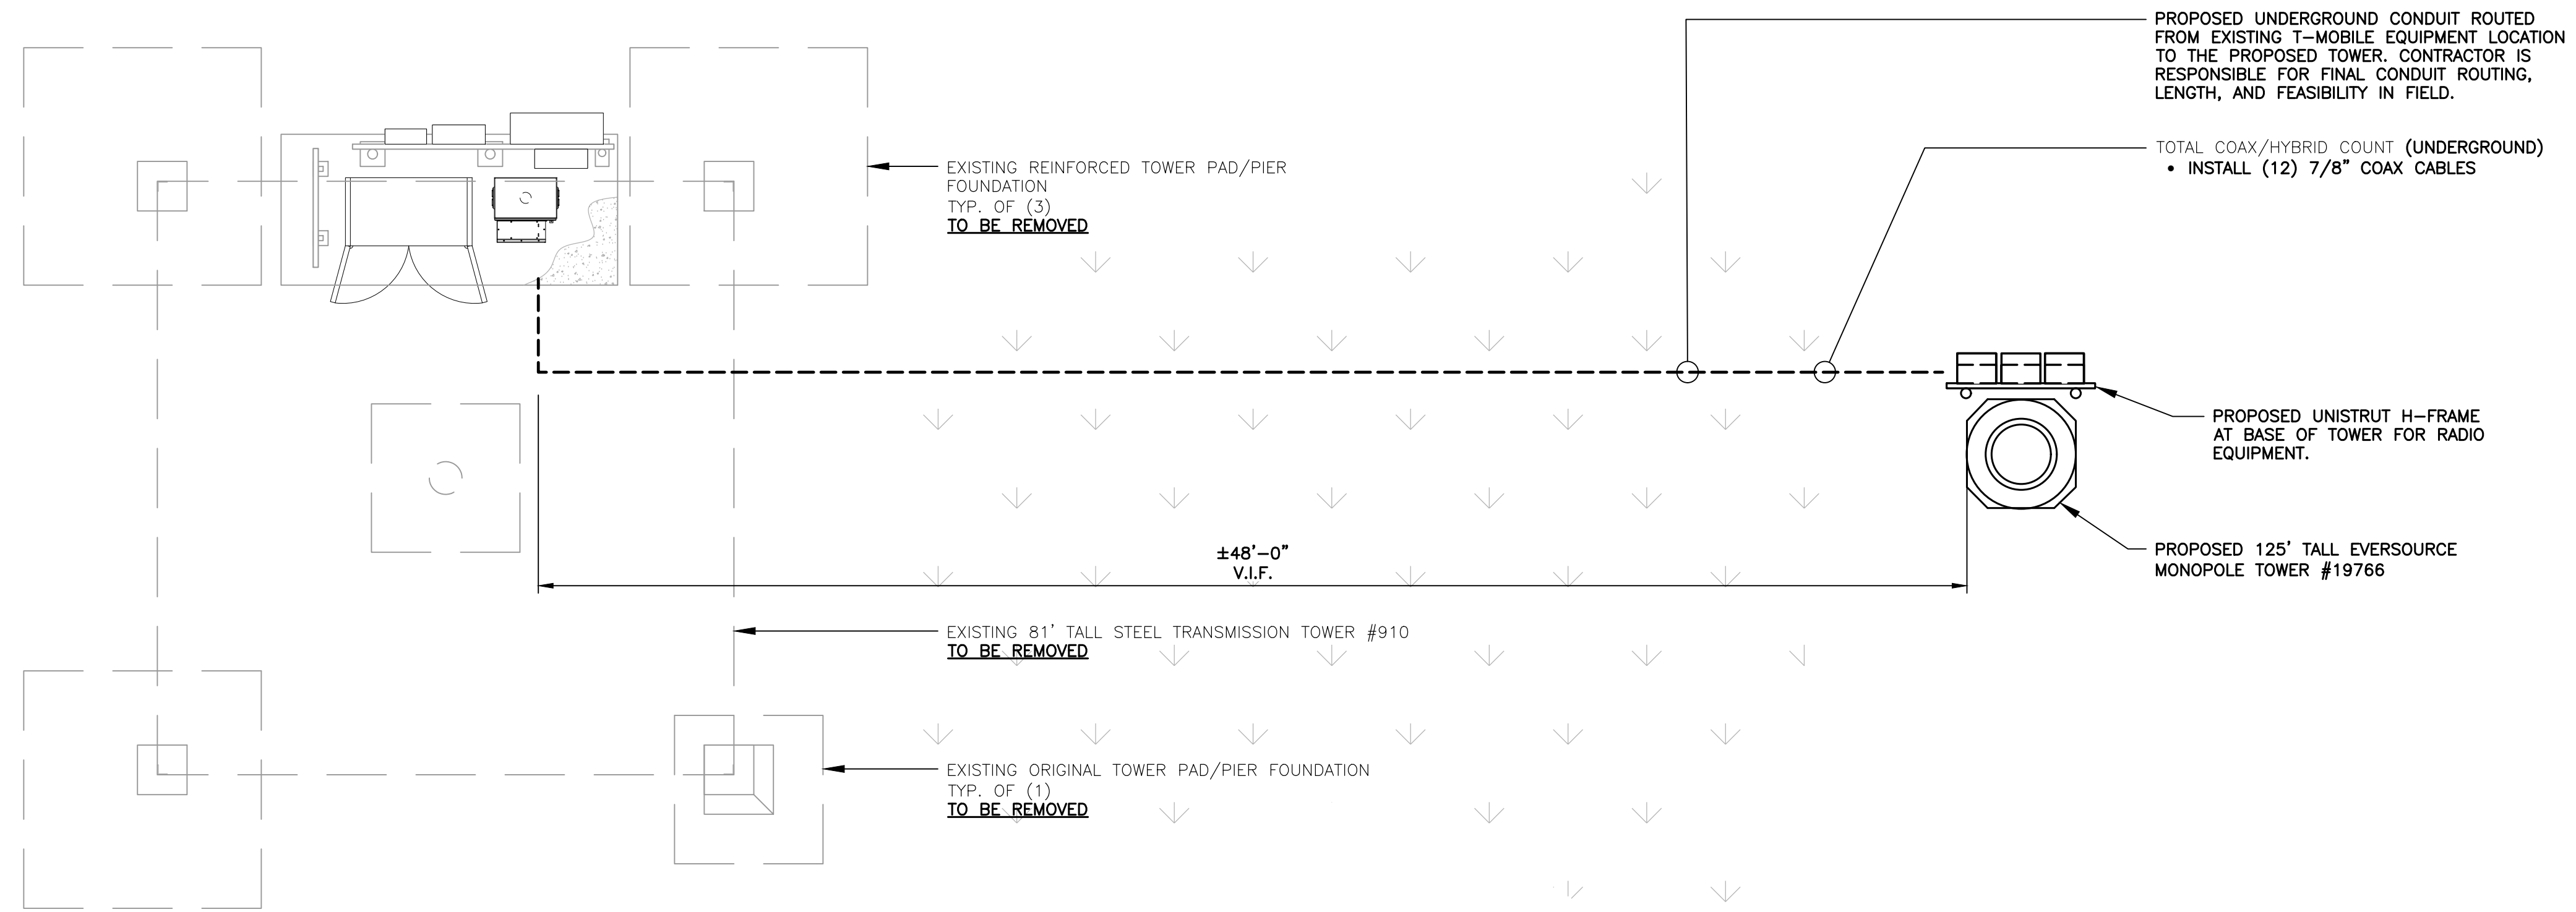 PROPOSED UNDERGROUND CONDUIT ROUTED
FROM EXISTING T-MOBILE EQUIPMENT LOCATION
TO THE PROPOSED TOWER. CONTRACTOR IS
RESPONSIBLE FOR FINAL CONDUIT ROUTING,
LENGTH, AND FEASIBILITY IN FIELD.
TOTAL COAX/HYBRID COUNT (UNDERGROUND)
• INSTALL (12) 7/8" COAX CABLES
EXISTING REINFORCED TOWER PAD/PIER
FOUNDATION
TYP. OF (3)
TO BE REMOVED
PROPOSED UNISTRUT H-FRAME
AT BASE OF TOWER FOR RADIO
EQUIPMENT.
±48'-0"
V.I.F.
PROPOSED 125' TALL EVERSOURCE
MONOPOLE TOWER #19766
EXISTING 81' TALL STEEL TRANSMISSION TOWER #910
TO BE REMOVED
EXISTING ORIGINAL TOWER PAD/PIER FOUNDATION
TYP. OF (1)
TO BE REMOVED